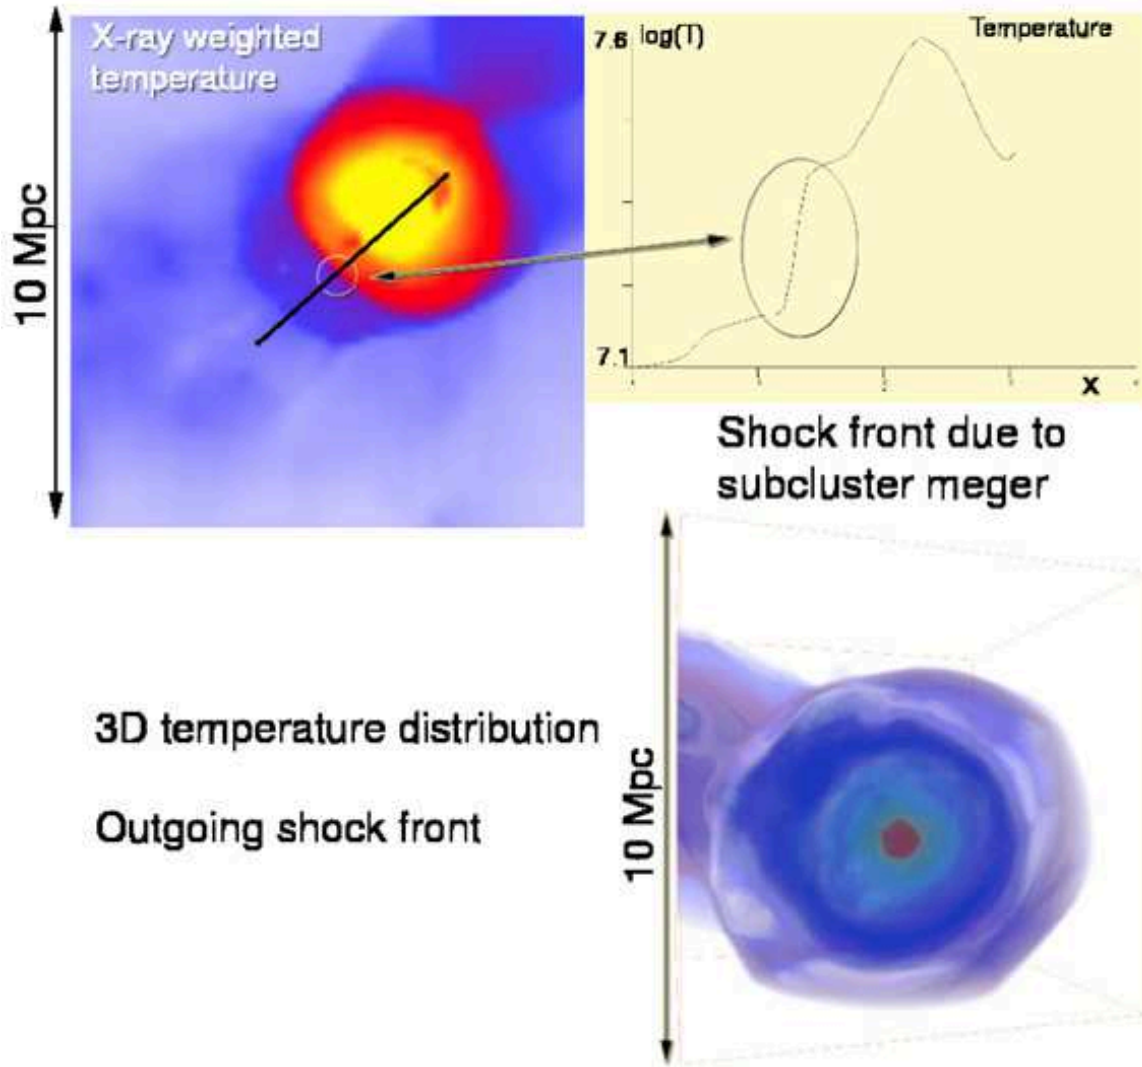 X-ray weighted
temperature
10 Mpc
7.6
log(T)
Temperature
7.1
x
Shock front due to
subcluster meger
3D temperature distribution
Outgoing shock front
10 Mpc